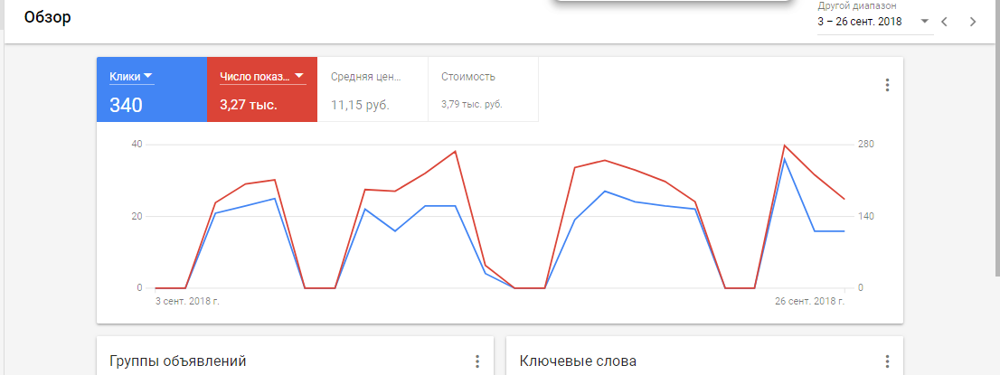 Обзор
Другой диапазон
3 – 26 сент. 2018
Клики
Число показ...
Средняя цен...
Стоимость
340
3,27 тыс.
11,15 руб.
3,79 тыс. руб.
40
280
20
140
0
0
3 сент. 2018 г.
26 сент. 2018 г.
Группы объявлений
Ключевые слова